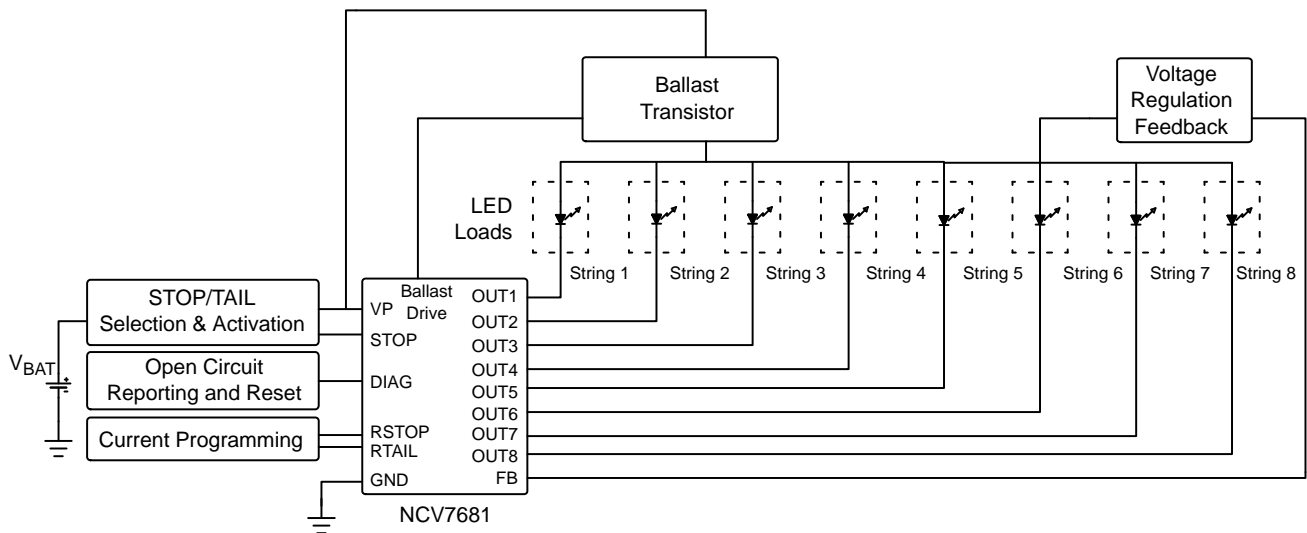 Ballast
Transistor
Voltage
Regulation
Feedback
LED
Loads
String 1
String 2
String 3
String 4
String 5
String 6
String 7
String 8
STOP/TAIL
Selection & Activation
VBAT
Open Circuit
Reporting and Reset
Current Programming
VP
Ballast
Drive
STOP
DIAG
RSTOP
RTAIL
GND
OUT1
OUT2
OUT3
OUT4
OUT5
OUT6
OUT7
OUT8
FB
NCV7681